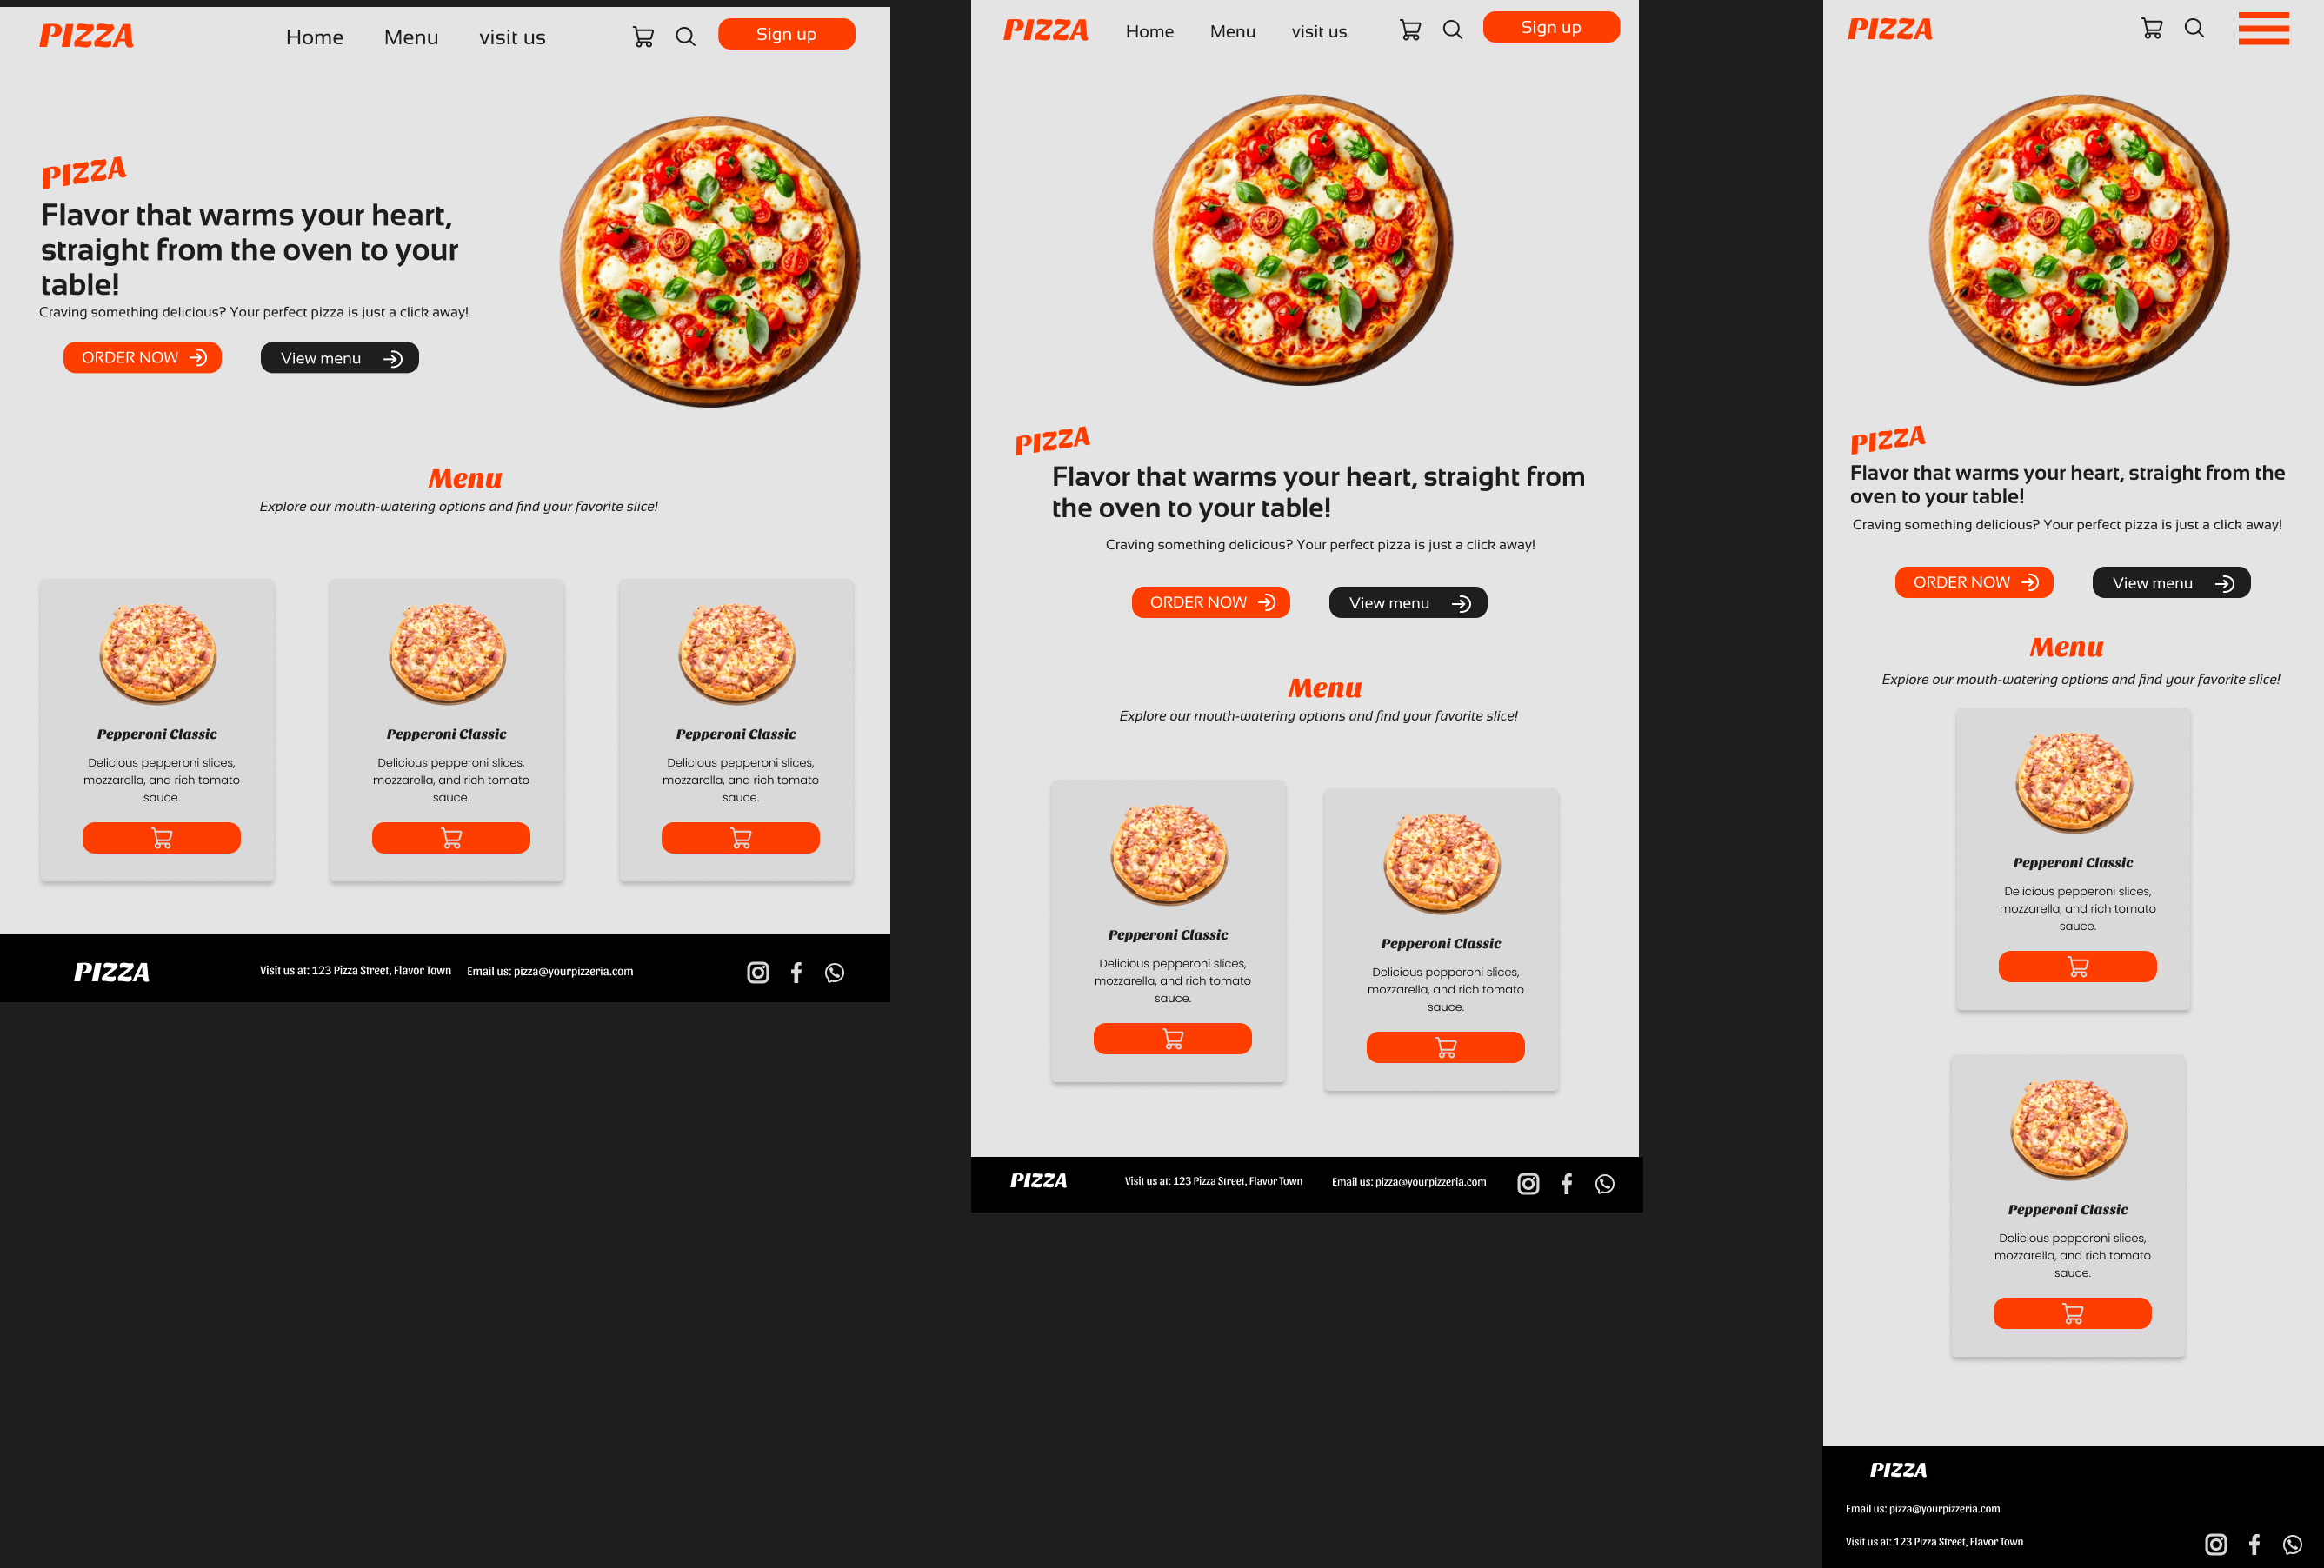 PIZZA
Home
Menu
visit us
Sign up
PIZZA
Flavor that warms your heart,
straight from the oven to your
table!
Craving something delicious? Your perfect pizza is just a click away!
ORDER NOW
View menu
Menu
Explore our mouth-watering options and find your favorite slice!
Pepperoni Classic
Delicious pepperoni slices,
mozzarella, and rich tomato
sauce.
Pepperoni Classic
Delicious pepperoni slices,
mozzarella, and rich tomato
sauce.
Pepperoni Classic
Delicious pepperoni slices,
mozzarella, and rich tomato
sauce.
PIZZA
Visit us at: 123 Pizza Street, Flavor Town
Email us: pizza@yourpizzeria.com
PIZZA
Home
Menu
visit us
Sign up
PIZZA
Flavor that warms your heart, straight from
the oven to your table!
Craving something delicious? Your perfect pizza is just a click away!
ORDER NOW
View menu
Menu
Explore our mouth-watering options and find your favorite slice!
Pepperoni Classic
Delicious pepperoni slices,
mozzarella, and rich tomato
sauce.
Pepperoni Classic
Delicious pepperoni slices,
mozzarella, and rich tomato
sauce.
PIZZA
Visit us at: 123 Pizza Street, Flavor Town
Email us: pizza@yourpizzeria.com
PIZZA
PIZZA
Flavor that warms your heart, straight from the
oven to your table!
Craving something delicious? Your perfect pizza is just a click away!
ORDER NOW
View menu
Menu
Explore our mouth-watering options and find your favorite slice!
Pepperoni Classic
Delicious pepperoni slices,
mozzarella, and rich tomato
sauce.
Pepperoni Classic
Delicious pepperoni slices,
mozzarella, and rich tomato
sauce.
PIZZA
Email us: pizza@yourpizzeria.com
Visit us at: 123 Pizza Street, Flavor Town